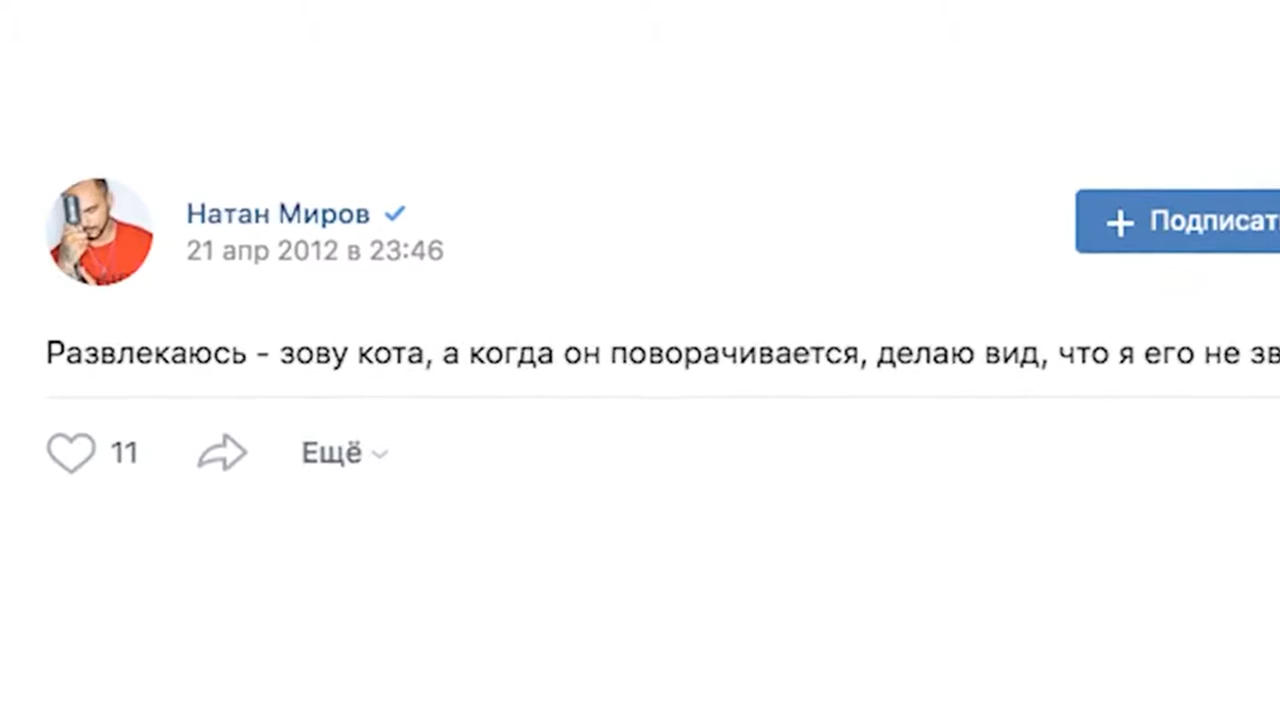 Натан Миров
21 апр 2012 в 23:46
Подписат
Развлекаюсь - зову кота, а когда он поворачивается, делаю вид, что я его не зв
11
Ещё